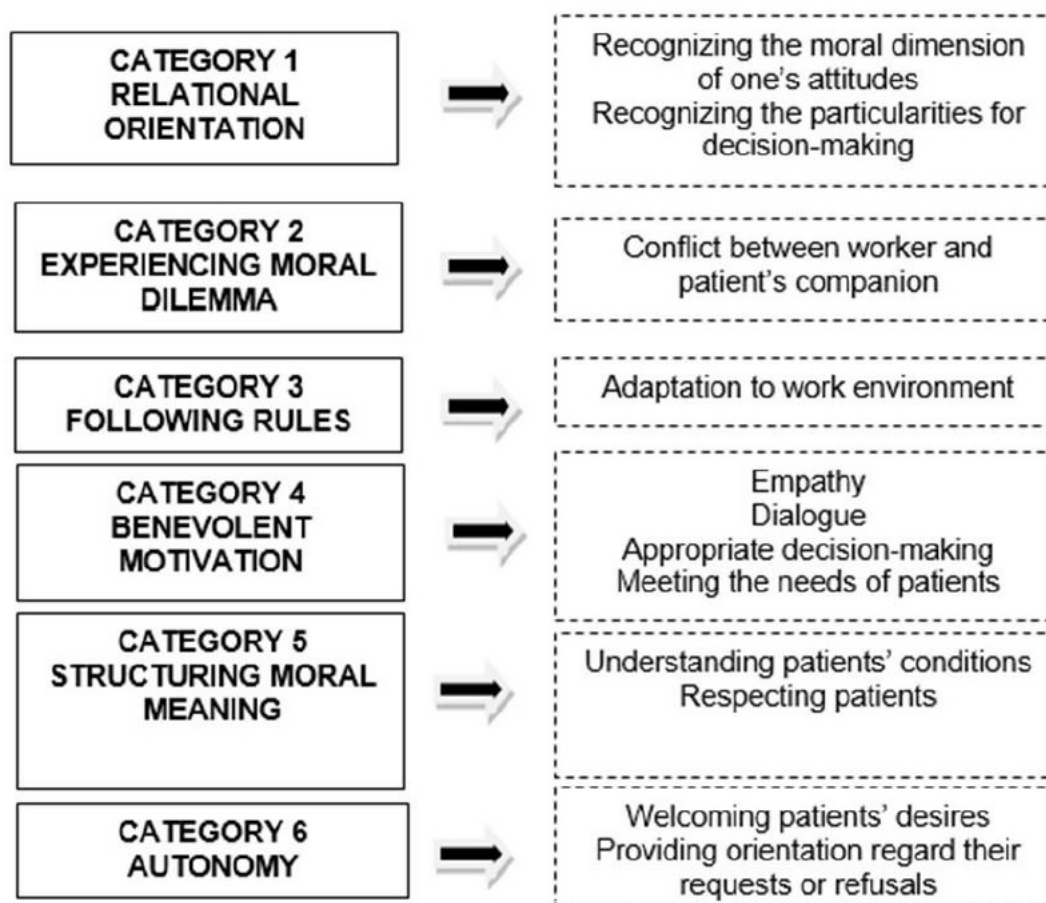 CATEGORY 1
RELATIONAL
ORIENTATION
Recognizing the moral dimension
of one's attitudes
Recognizing the particularities for
decision-making
CATEGORY 2
EXPERIENCING MORAL
DILEMMA
Conflict between worker and
patient's companion
CATEGORY 3
FOLLOWING RULES
Adaptation to work environment
CATEGORY 4
BENEVOLENT
MOTIVATION
Empathy
Dialogue
Appropriate decision-making
Meeting the needs of patients
CATEGORY 5
STRUCTURING MORAL
MEANING
Understanding patients' conditions
Respecting patients
CATEGORY 6
AUTONOMY
Welcoming patients' desires
Providing orientation regard their
requests or refusals